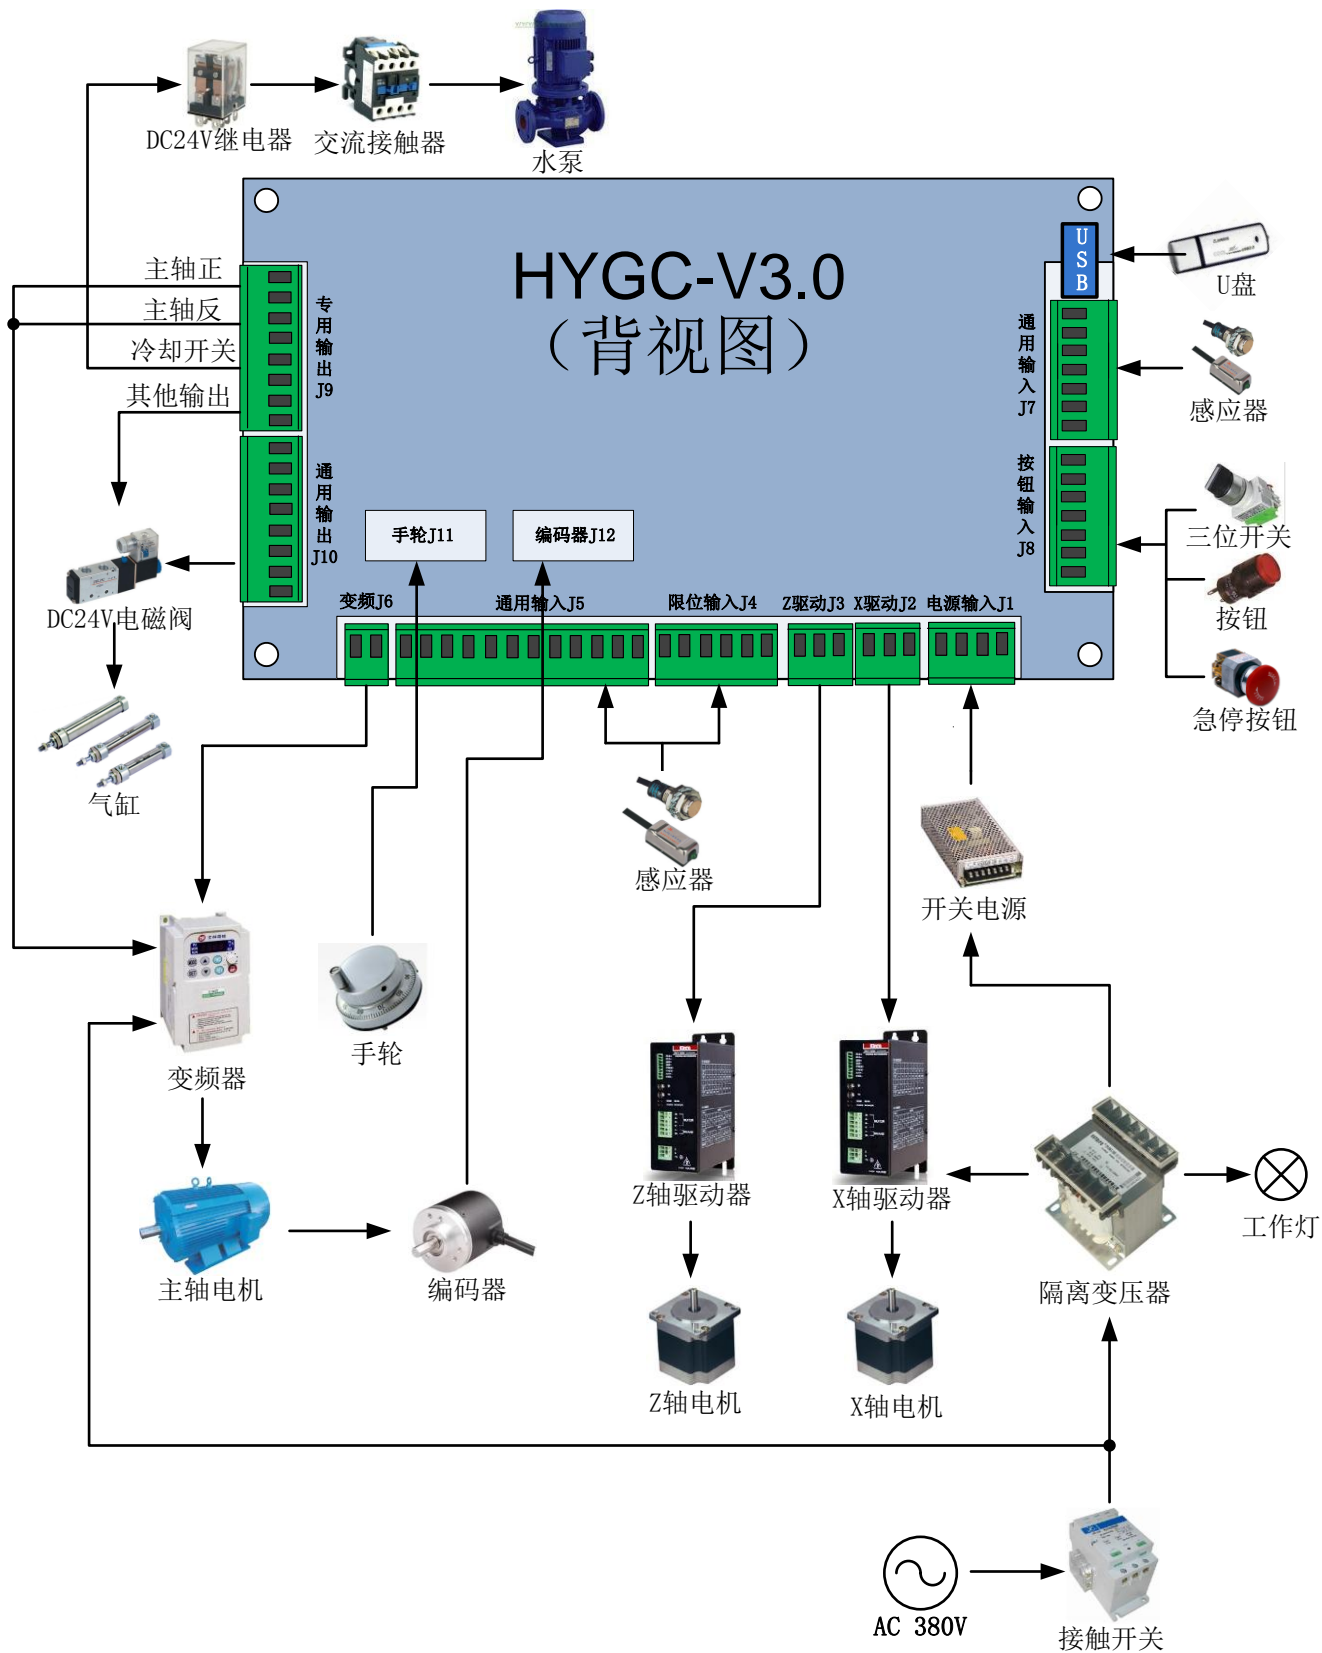 DC24V继电器
交流接触器
水泵
HYGC-V3.0
（背视图）
USB
U盘
主轴正
主轴反
冷却开关
其他输出
专用输出J9
通用输出J10
通用输入J7
按钮输入J8
感应器
三位开关
按钮
急停按钮
手轮J11
编码器J12
变频J6
通用输入J5
限位输入J4
Z驱动J3
X驱动J2
电源输入J1
DC24V电磁阀
气缸
感应器
开关电源
手轮
变频器
主轴电机
编码器
Z轴驱动器
X轴驱动器
Z轴电机
X轴电机
隔离变压器
工作灯
AC 380V
接触开关